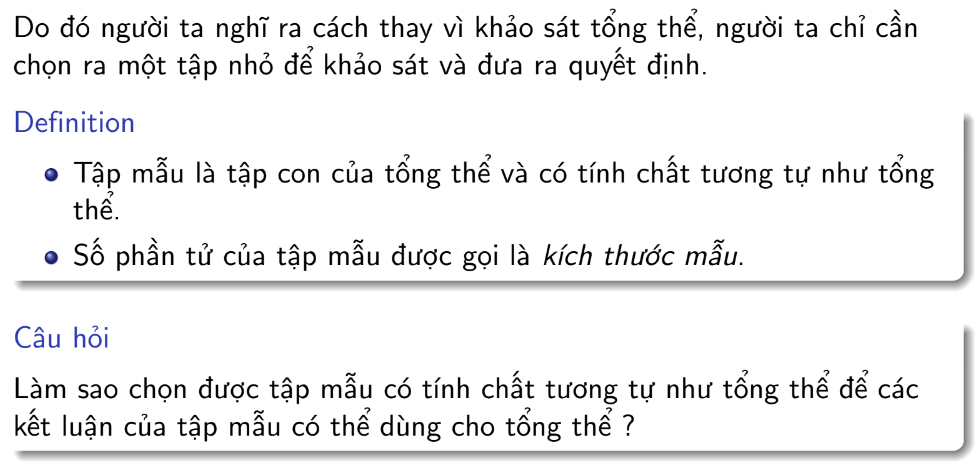 Do đó người ta nghĩ ra cách thay vì khảo sát tổng thể, người ta chỉ cần
chọn ra một tập nhỏ để khảo sát và đưa ra quyết định.
Definition
Tập mẫu là tập con của tổng thể và có tính chất tương tự như tổng
thể.
Số phần tử của tập mẫu được gọi là kích thước mẫu.
Câu hỏi
Làm sao chọn được tập mẫu có tính chất tương tự như tổng thể để các
kết luận của tập mẫu có thể dùng cho tổng thể ?